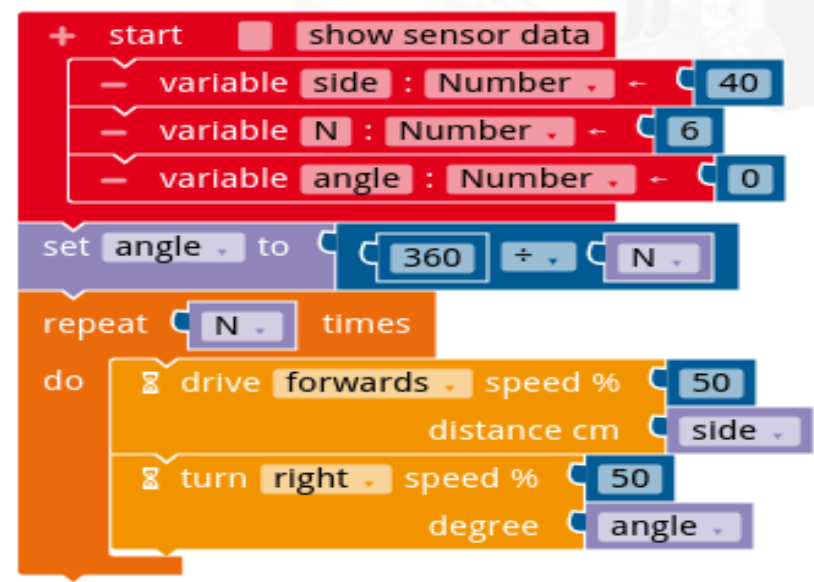 + start show sensor data
− variable side : Number ← 40
− variable N : Number ← 6
− variable angle : Number ← 0
set angle to 360 ÷ N
repeat N times
do drive forwards speed % 50
distance cm side
turn right speed % 50
degree angle